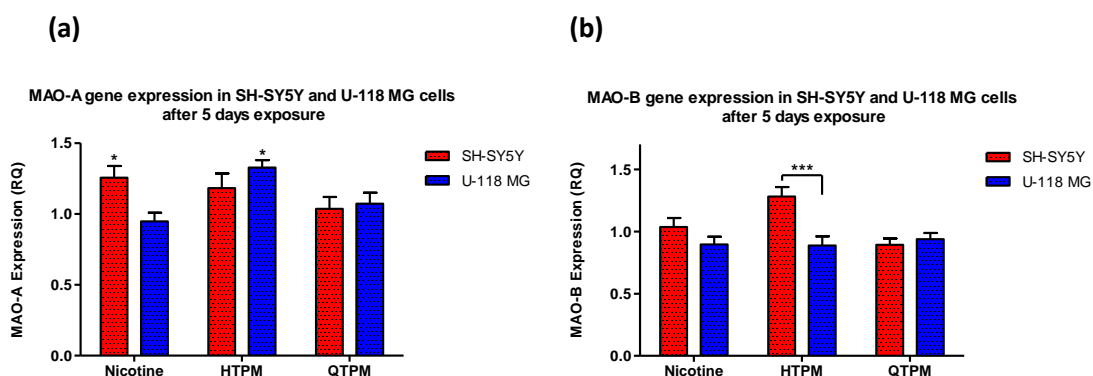 (a)
MAO-A gene expression in SH-SY5Y and U-118 MG cells
after 5 days exposure
MAO-A Expression (RQ)
1.5
1.0
0.5
0.0
*
*
Nicotine
HTPM
QTPM
SH-SY5Y
U-118 MG
(b)
MAO-B gene expression in SH-SY5Y and U-118 MG cells
after 5 days exposure
MAO-B Expression (RQ)
1.5
1.0
0.5
0.0
***
Nicotine
HTPM
QTPM
SH-SY5Y
U-118 MG